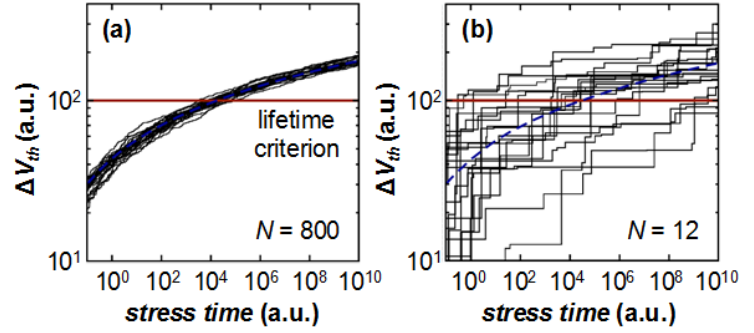 (a)
10²
10¹
ΔVth (a.u.)
lifetime
criterion
N = 800
10⁰ 10² 10⁴ 10⁶ 10⁸ 10¹⁰
stress time (a.u.)
(b)
10²
10¹
ΔVth (a.u.)
N = 12
10⁰ 10² 10⁴ 10⁶ 10⁸ 10¹⁰
stress time (a.u.)